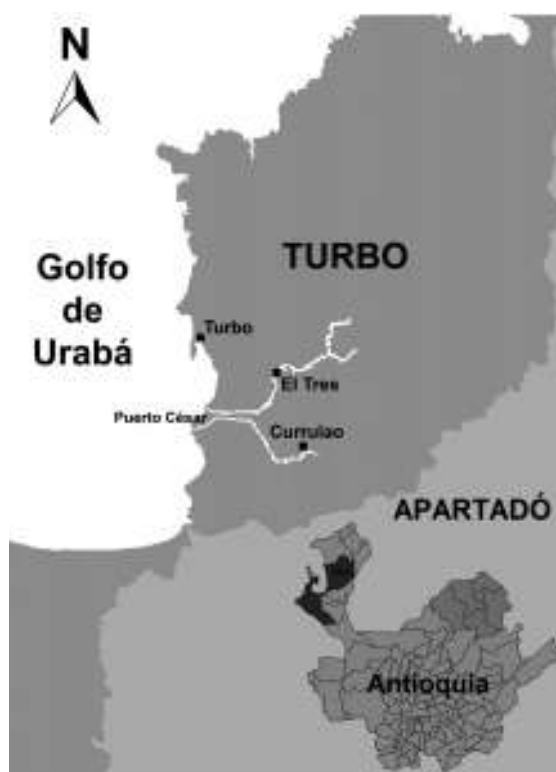 N
TURBO
Golfo
de
Urabá
Turbo
El Tres
Puerto César
Currulao
APARTADÓ
Antioquia